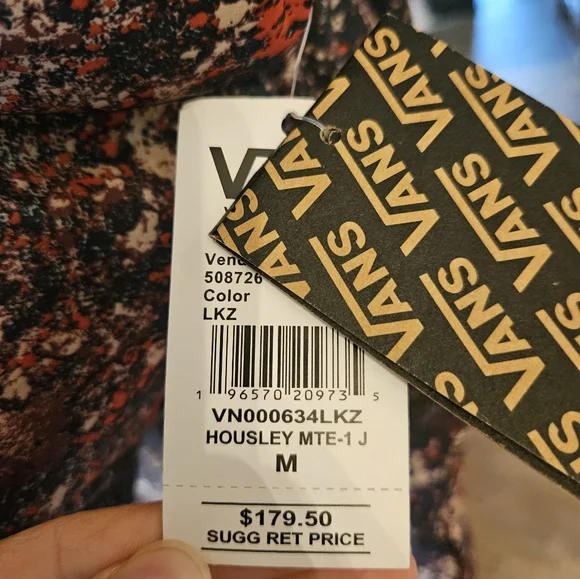 508726
Color
LKZ
1 96570 20973 5
VN000634LKZ
HOUSLEY MTE-1 J
M
$179.50
SUGG RET PRICE
VANS
VANS
VANS
VANS
VANS
VANS
VANS